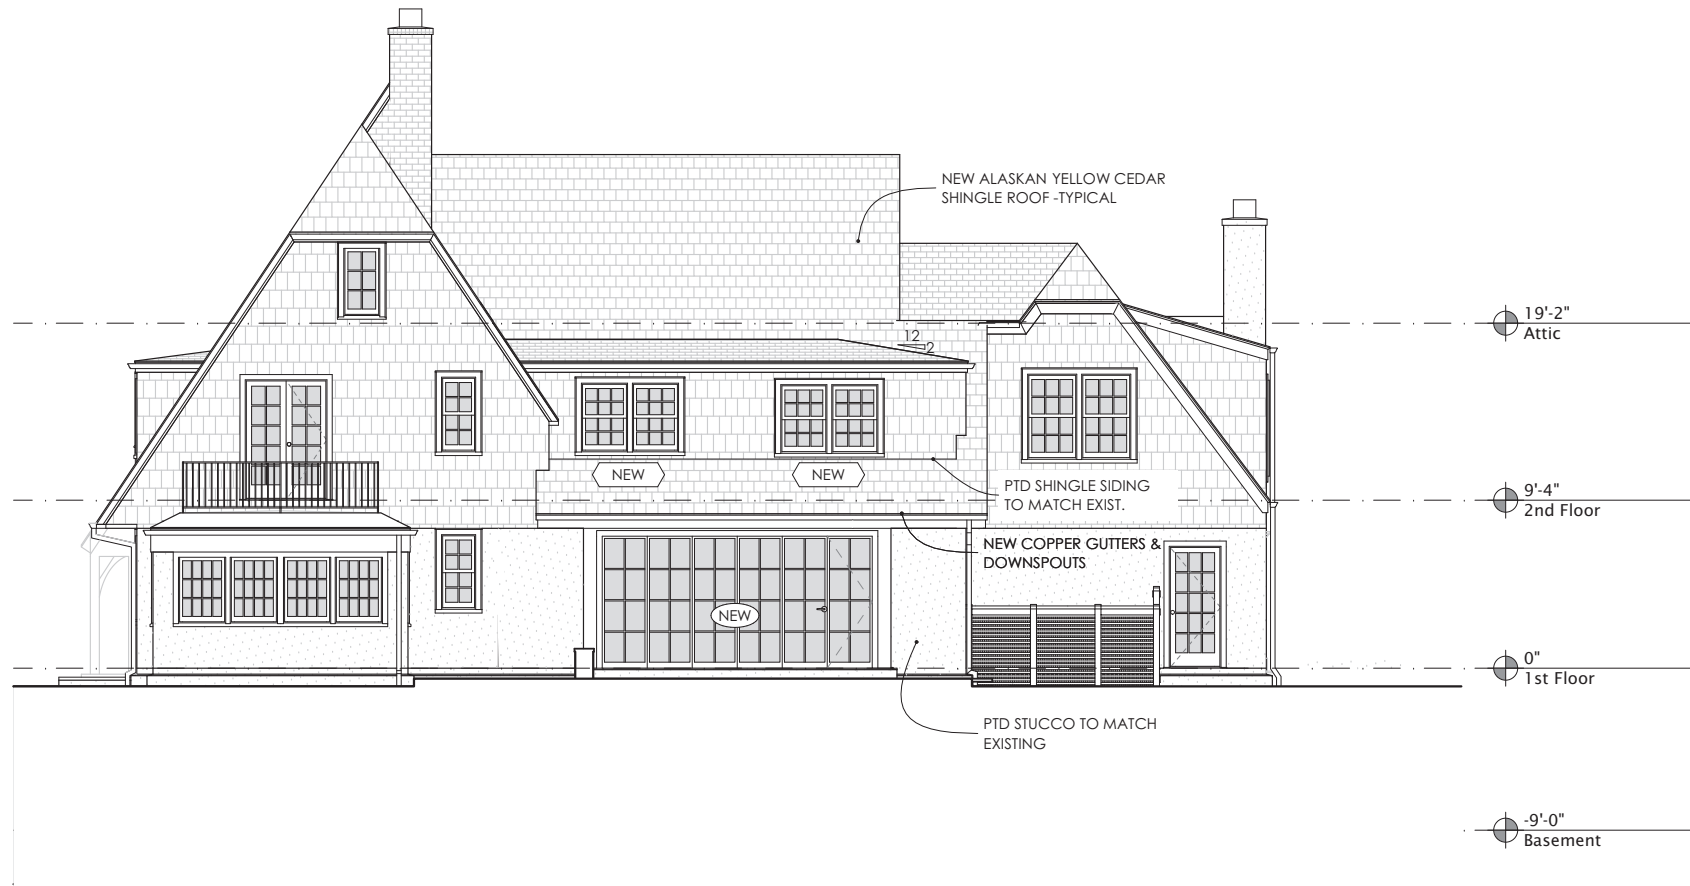 NEW ALASKAN YELLOW CEDAR
SHINGLE ROOF -TYPICAL
19'-2"
Attic
12
2
NEW
NEW
PTD SHINGLE SIDING
TO MATCH EXIST.
9'-4"
2nd Floor
NEW COPPER GUTTERS &
DOWNSPOUTS
NEW
0"
1st Floor
PTD STUCCO TO MATCH
EXISTING
-9'-0"
Basement